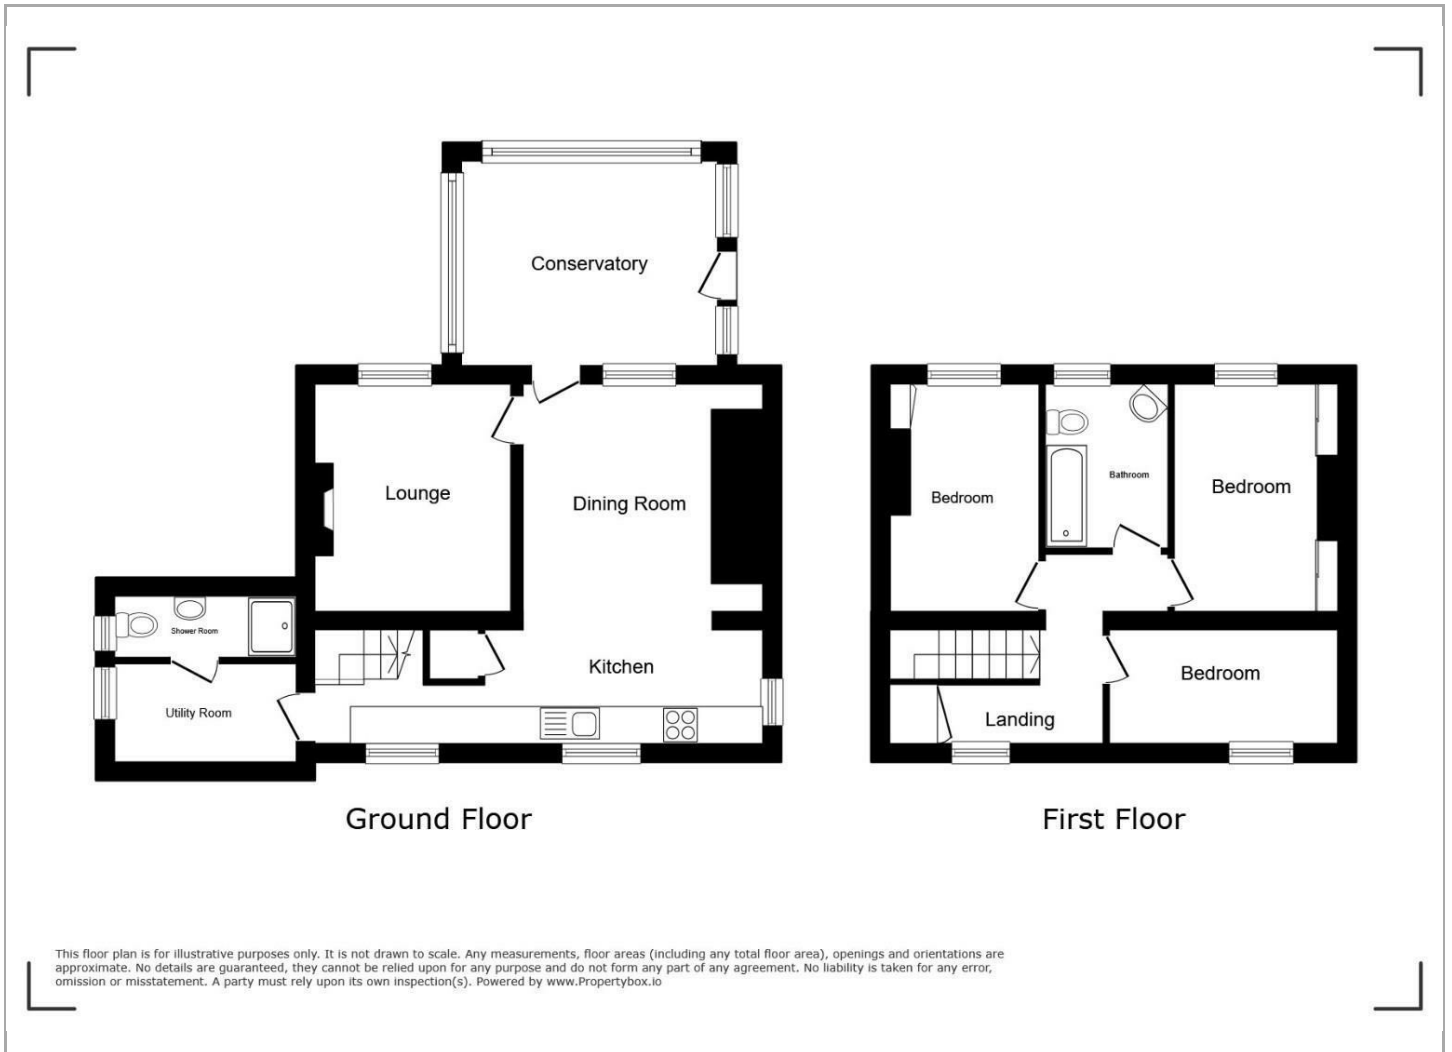 Conservatory
Lounge
Dining Room
Shower Room
Kitchen
Utility Room
Ground Floor
Bedroom
Bathroom
Bedroom
Bedroom
Landing
First Floor
This floor plan is for illustrative purposes only. It is not drawn to scale. Any measurements, floor areas (including any total floor area), openings and orientations are
approximate. No details are guaranteed, they cannot be relied upon for any purpose and do not form any part of any agreement. No liability is taken for any error,
omission or misstatement. A party must rely upon its own inspection(s). Powered by www.Propertybox.io